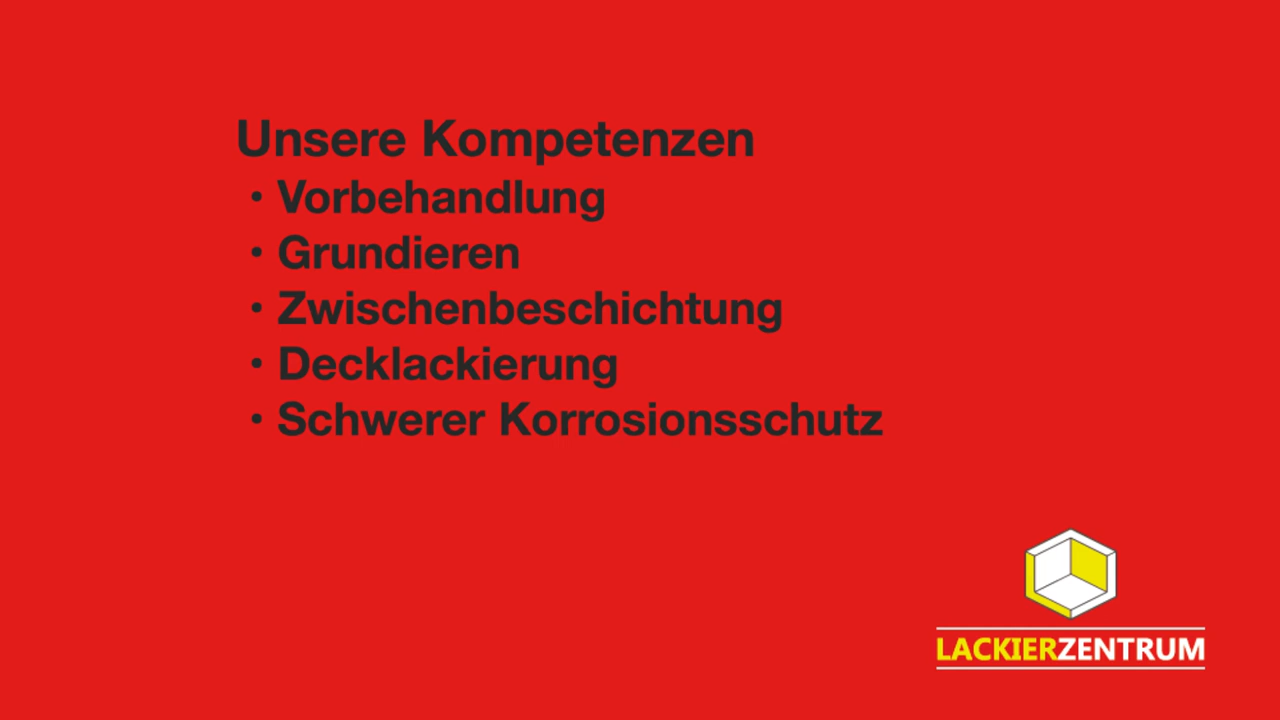 Unsere Kompetenzen
• Vorbehandlung
• Grundieren
• Zwischenbeschichtung
• Decklackierung
• Schwerer Korrosionsschutz
LACKIERZENTRUM